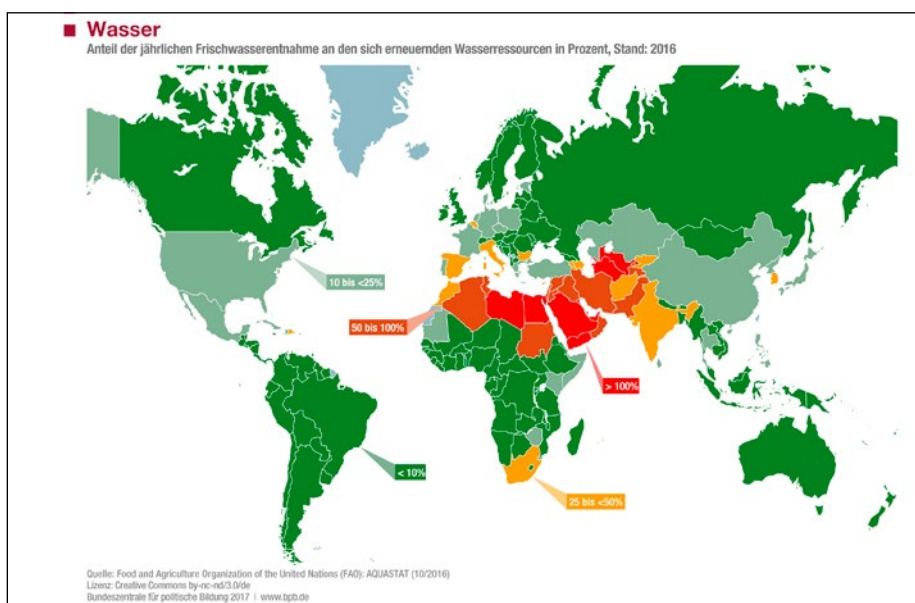 Wasser
Anteil der jährlichen Frischwasserentnahme an den sich erneuernden Wasserressourcen in Prozent, Stand: 2016
10 bis <25%
50 bis 100%
> 100%
< 10%
25 bis <50%
Quelle: Food and Agriculture Organization of the United Nations (FAO): AQUASTAT (10/2016)
Lizenz: Creative Commons by-nc-nd/3.0/de
Bundeszentrale für politische Bildung 2017 | www.bpb.de